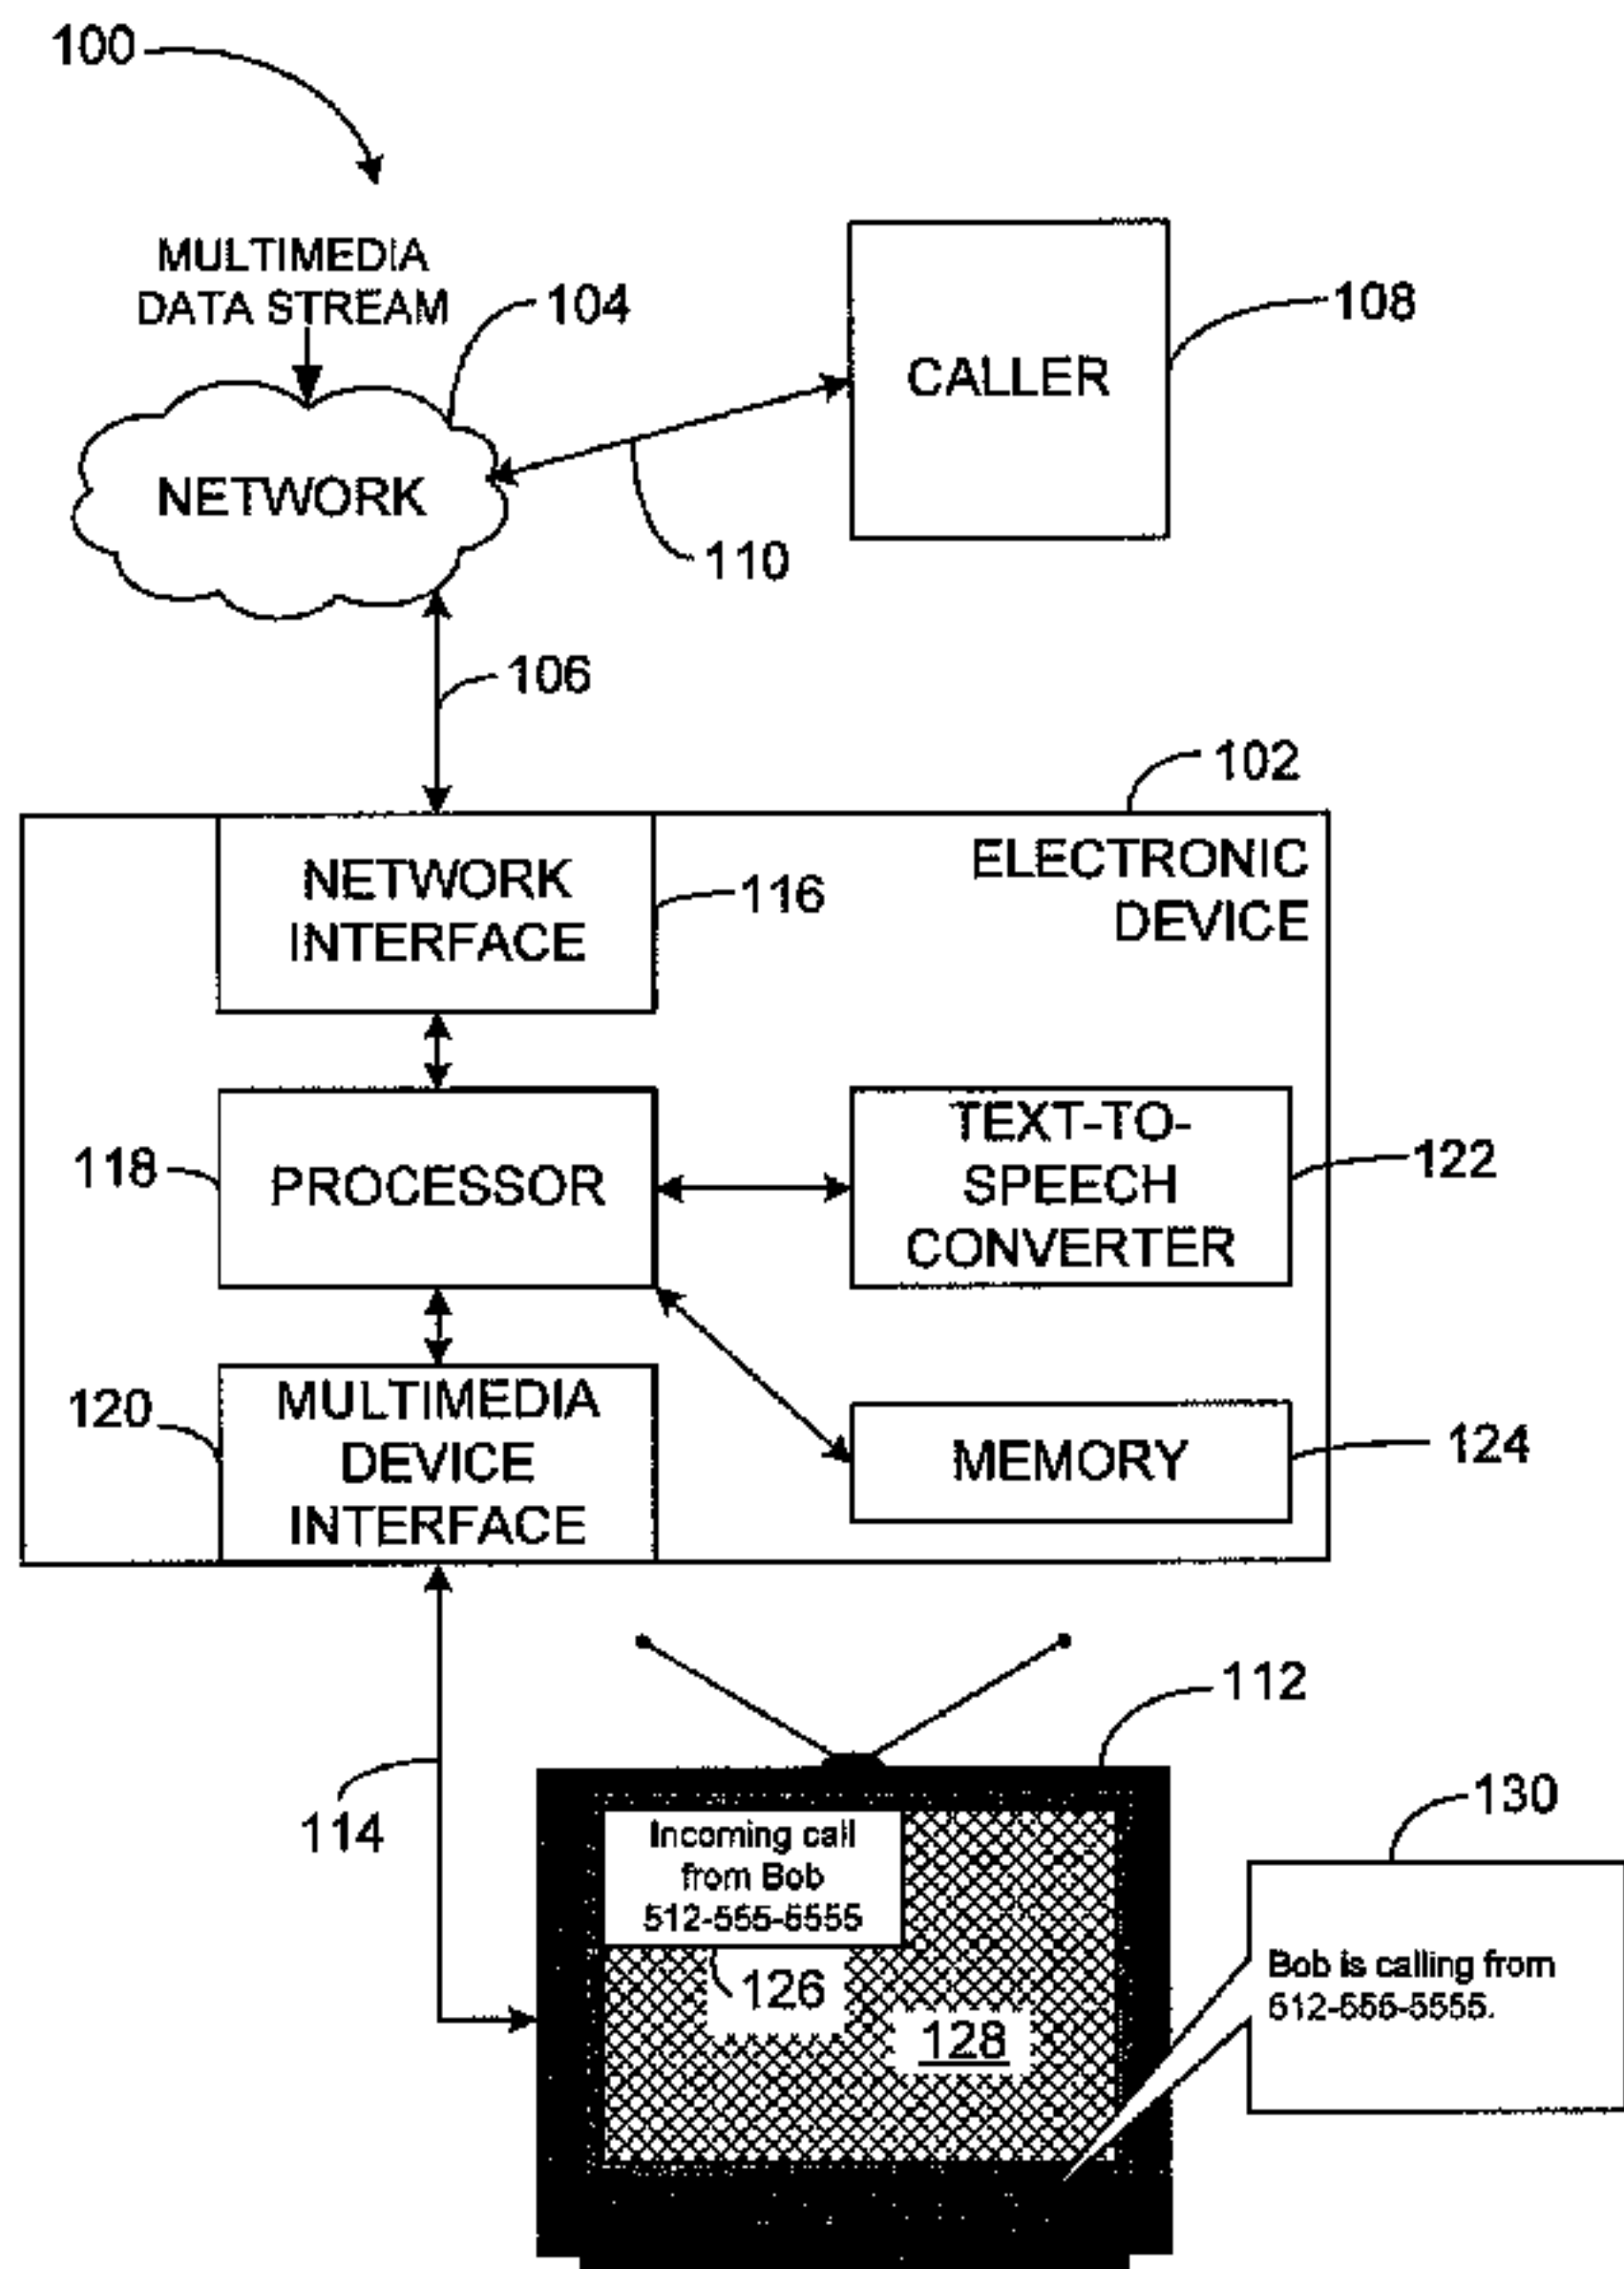 100
MULTIMEDIA
DATA STREAM
104
108
CALLER
NETWORK
110
106
102
NETWORK
INTERFACE
116
ELECTRONIC
DEVICE
118
PROCESSOR
TEXT-TO-
SPEECH
CONVERTER
122
120
MULTIMEDIA
DEVICE
INTERFACE
MEMORY
124
112
114
130
Incoming call
from Bob
512-555-5555
126
128
Bob is calling from
512-555-5555.